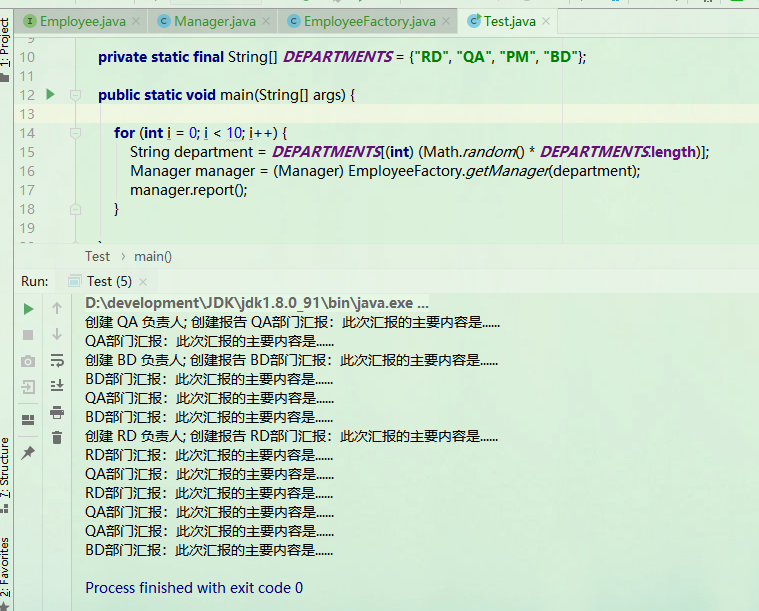 1: Project
Employee.java
Manager.java
EmployeeFactory.java
Test.java
9
10 private static final String[] DEPARTMENTS = {"RD", "QA", "PM", "BD"};
11
12 public static void main(String[] args) {
13
14 for (int i = 0; i < 10; i++) {
15 String department = DEPARTMENTS[(int) (Math.random() * DEPARTMENTS.length)];
16 Manager manager = (Manager) EmployeeFactory.getManager(department);
17 manager.report();
18 }
19
Test › main()
Run: Test (5)
D:\development\JDK\jdk1.8.0_91\bin\java.exe ...
创建 QA 负责人; 创建报告 QA部门汇报：此次汇报的主要内容是......
QA部门汇报：此次汇报的主要内容是......
创建 BD 负责人; 创建报告 BD部门汇报：此次汇报的主要内容是......
BD部门汇报：此次汇报的主要内容是......
QA部门汇报：此次汇报的主要内容是......
BD部门汇报：此次汇报的主要内容是......
创建 RD 负责人; 创建报告 RD部门汇报：此次汇报的主要内容是......
RD部门汇报：此次汇报的主要内容是......
QA部门汇报：此次汇报的主要内容是......
RD部门汇报：此次汇报的主要内容是......
QA部门汇报：此次汇报的主要内容是......
QA部门汇报：此次汇报的主要内容是......
BD部门汇报：此次汇报的主要内容是......
Process finished with exit code 0
7: Structure
2: Favorites